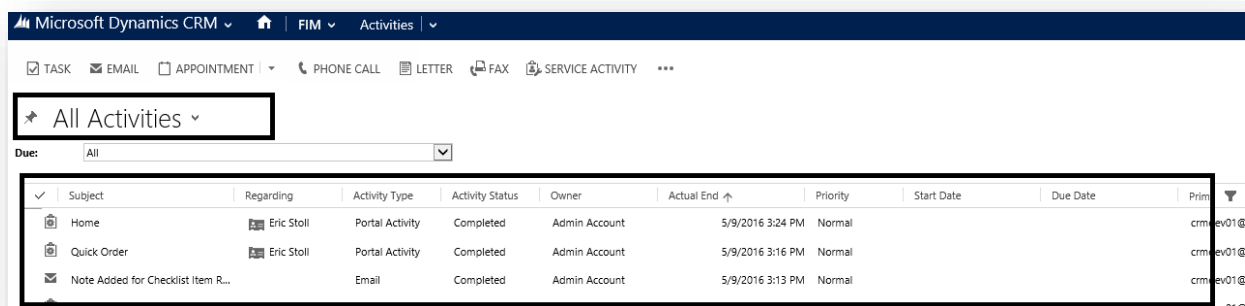 Microsoft Dynamics CRM FIM Activities
TASK EMAIL APPOINTMENT PHONE CALL LETTER FAX SERVICE ACTIVITY •••
All Activities
Due: All
Subject Regarding Activity Type Activity Status Owner Actual End Priority Start Date Due Date Prim
Home Eric Stoll Portal Activity Completed Admin Account 5/9/2016 3:24 PM Normal
Quick Order Eric Stoll Portal Activity Completed Admin Account 5/9/2016 3:16 PM Normal
Note Added for Checklist Item R... Email Completed Admin Account 5/9/2016 3:13 PM Normal